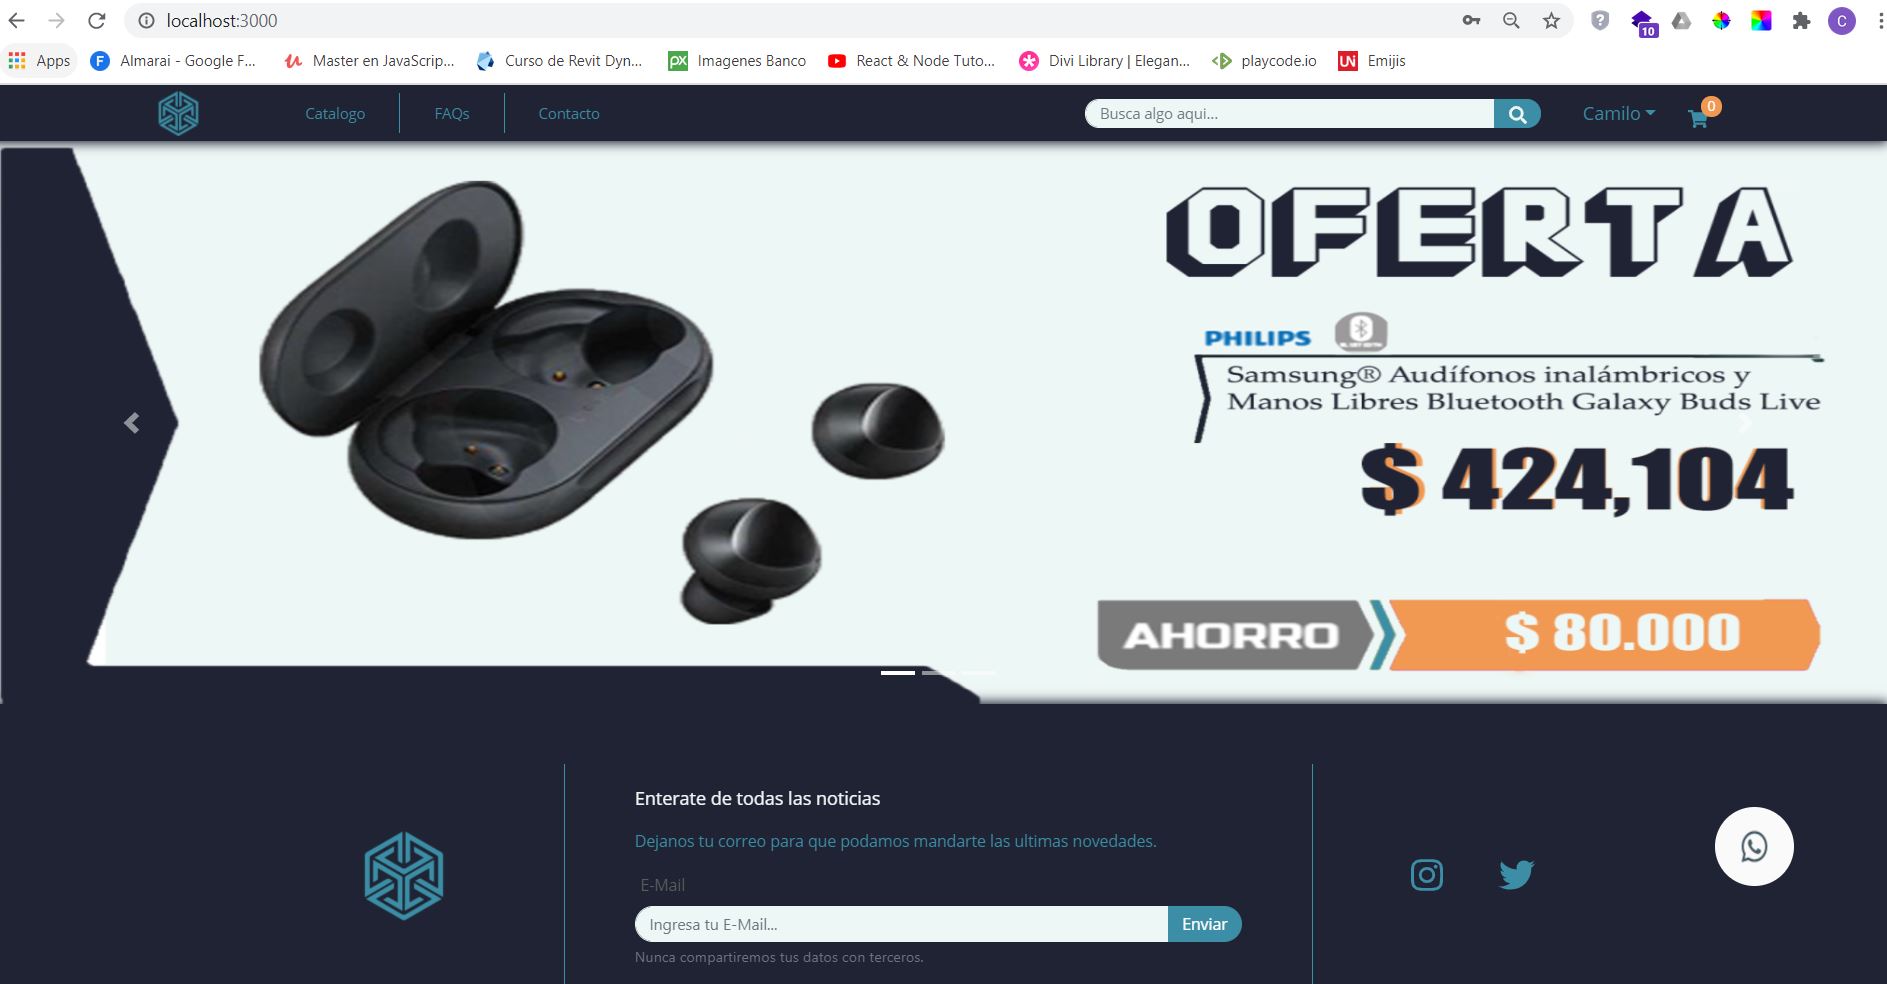 localhost:3000
10
C
Apps
F
Almarai - Google F...
Master en JavaScrip...
Curso de Revit Dyn...
px
Imagenes Banco
React & Node Tuto...
Divi Library | Elegan...
playcode.io
UN
Emijis
Catalogo
FAQs
Contacto
Busca algo aqui...
Camilo
0
OFERTA
PHILIPS
Samsung® Audífonos inalámbricos y
Manos Libres Bluetooth Galaxy Buds Live
$ 424,104
AHORRO
$ 80.000
Enterate de todas las noticias
Dejanos tu correo para que podamos mandarte las ultimas novedades.
E-Mail
Ingresa tu E-Mail...
Enviar
Nunca compartiremos tus datos con terceros.